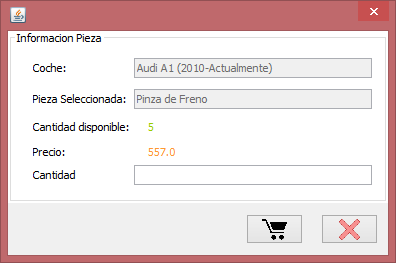 Informacion Pieza
Coche: Audi A1 (2010-Actualmente)
Pieza Seleccionada: Pinza de Freno
Cantidad disponible: 5
Precio: 557.0
Cantidad